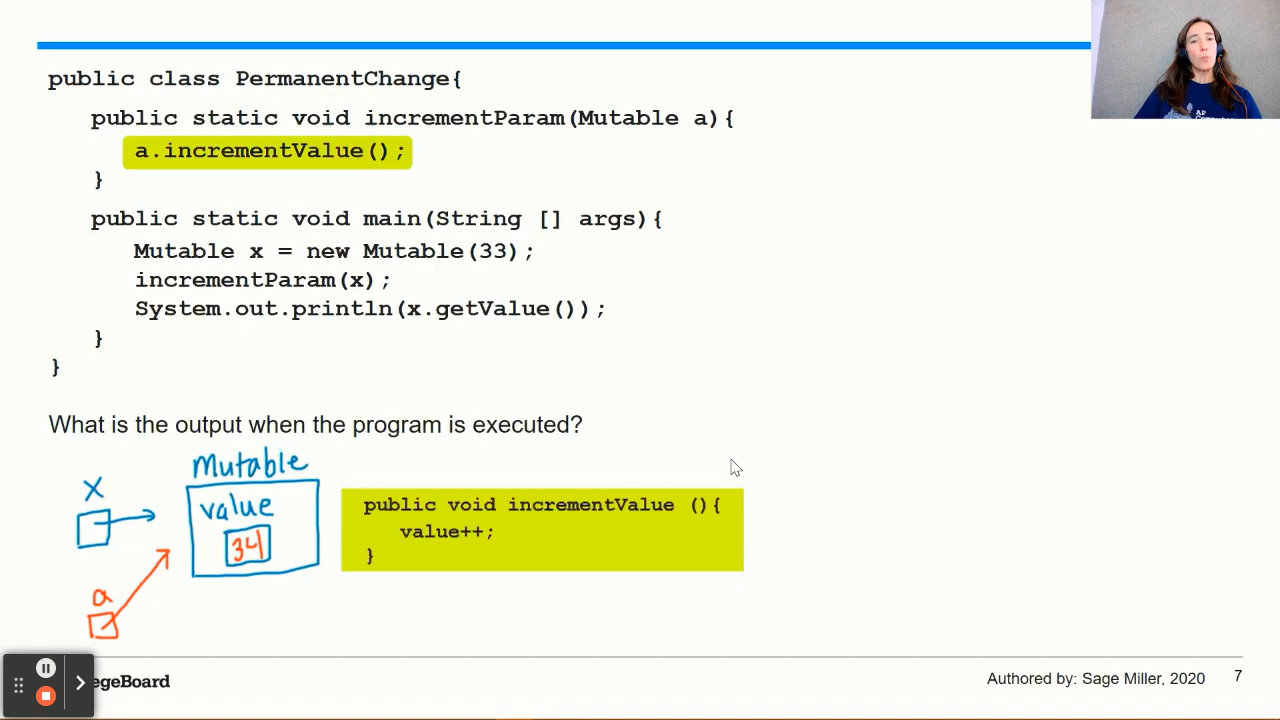 public class PermanentChange{
public static void incrementParam(Mutable a){
a.incrementValue();
}
public static void main(String [] args){
Mutable x = new Mutable(33);
incrementParam(x);
System.out.println(x.getValue());
}
}
What is the output when the program is executed?
Mutable
x
value
34
a
public void incrementValue (){
value++;
}
egeBoard
Authored by: Sage Miller, 2020
7
AP